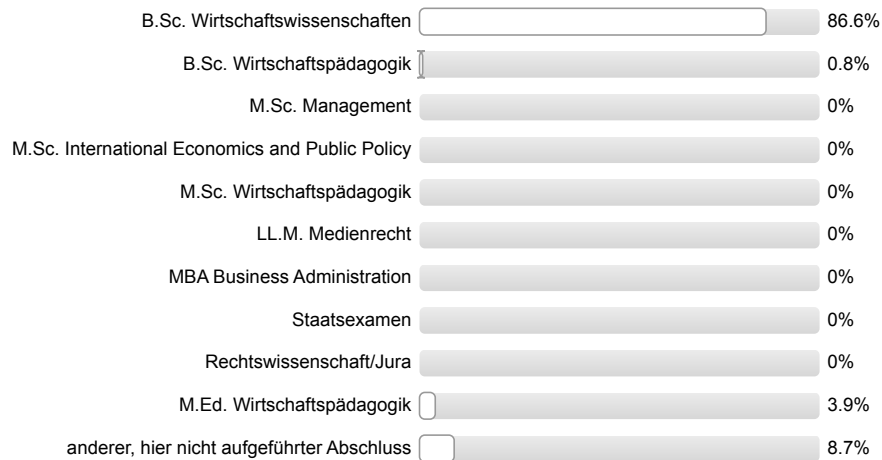 B.Sc. Wirtschaftswissenschaften 86.6%
B.Sc. Wirtschaftspädagogik 0.8%
M.Sc. Management 0%
M.Sc. International Economics and Public Policy 0%
M.Sc. Wirtschaftspädagogik 0%
LL.M. Medienrecht 0%
MBA Business Administration 0%
Staatsexamen 0%
Rechtswissenschaft/Jura 0%
M.Ed. Wirtschaftspädagogik 3.9%
anderer, hier nicht aufgeführter Abschluss 8.7%